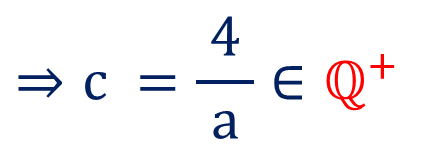 ⇒ c = 4/a ∈ ℚ⁺